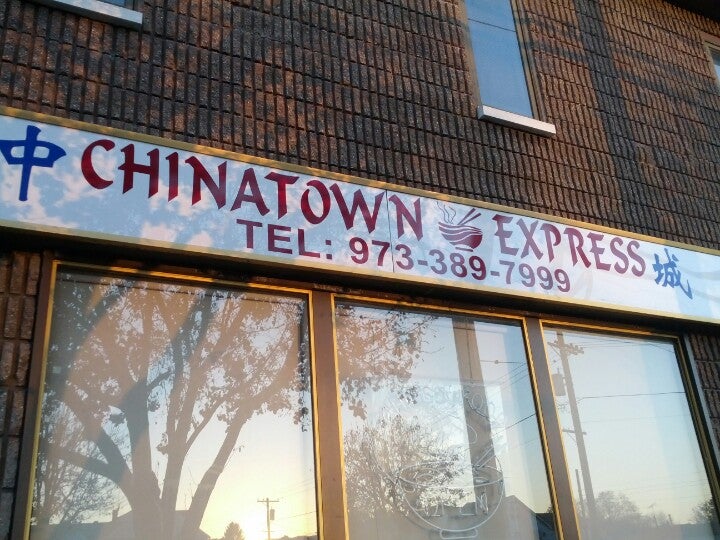 中 CHINATOWN EXPRESS 城
TEL: 973-389-7999